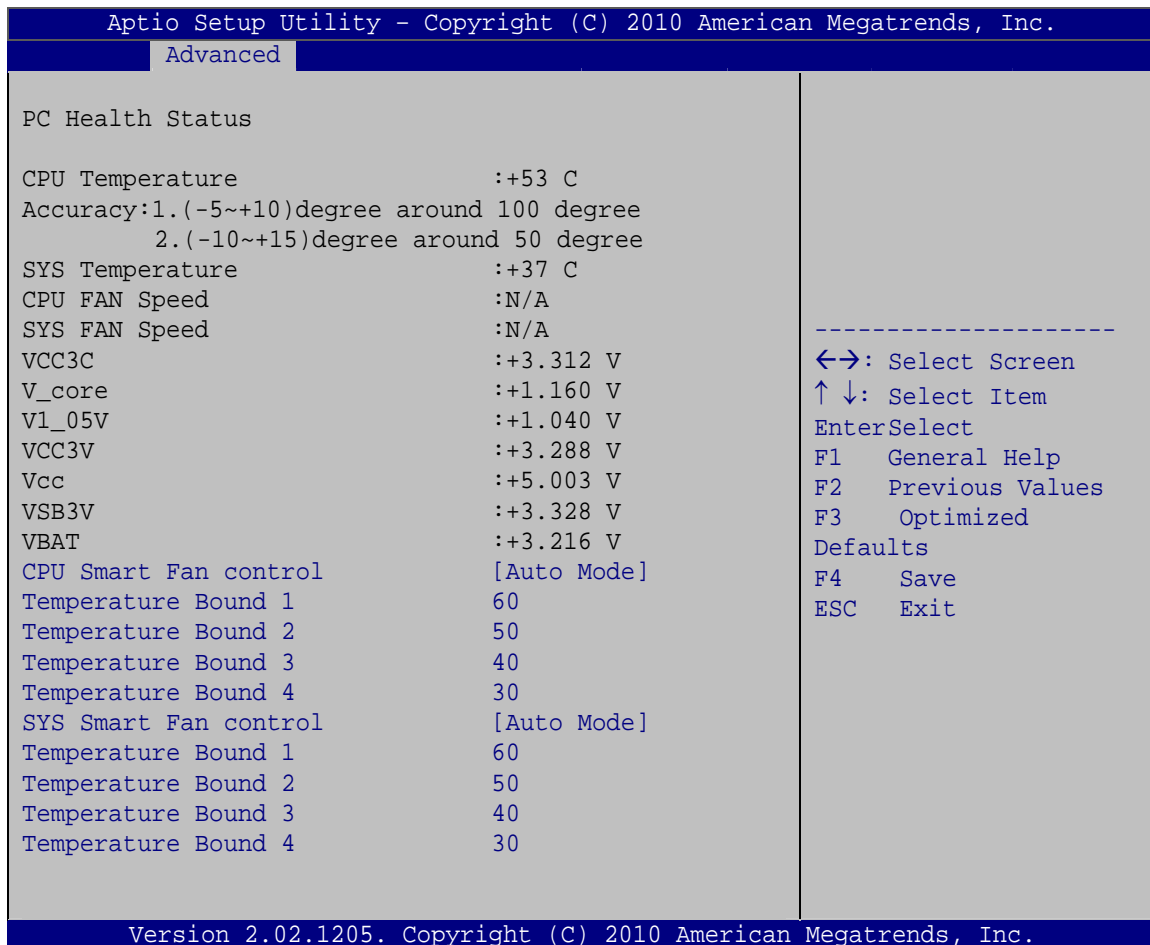 Aptio Setup Utility – Copyright (C) 2010 American Megatrends, Inc.
Advanced
PC Health Status
CPU Temperature :+53 C
Accuracy:1.(-5~+10)degree around 100 degree
2.(-10~+15)degree around 50 degree
SYS Temperature :+37 C
CPU FAN Speed :N/A
SYS FAN Speed :N/A
VCC3C :+3.312 V
V_core :+1.160 V
V1_05V :+1.040 V
VCC3V :+3.288 V
Vcc :+5.003 V
VSB3V :+3.328 V
VBAT :+3.216 V
CPU Smart Fan control [Auto Mode]
Temperature Bound 1 60
Temperature Bound 2 50
Temperature Bound 3 40
Temperature Bound 4 30
SYS Smart Fan control [Auto Mode]
Temperature Bound 1 60
Temperature Bound 2 50
Temperature Bound 3 40
Temperature Bound 4 30
---------------------
←→: Select Screen
↑ ↓: Select Item
EnterSelect
F1 General Help
F2 Previous Values
F3 Optimized
Defaults
F4 Save
ESC Exit
Version 2.02.1205. Copyright (C) 2010 American Megatrends, Inc.